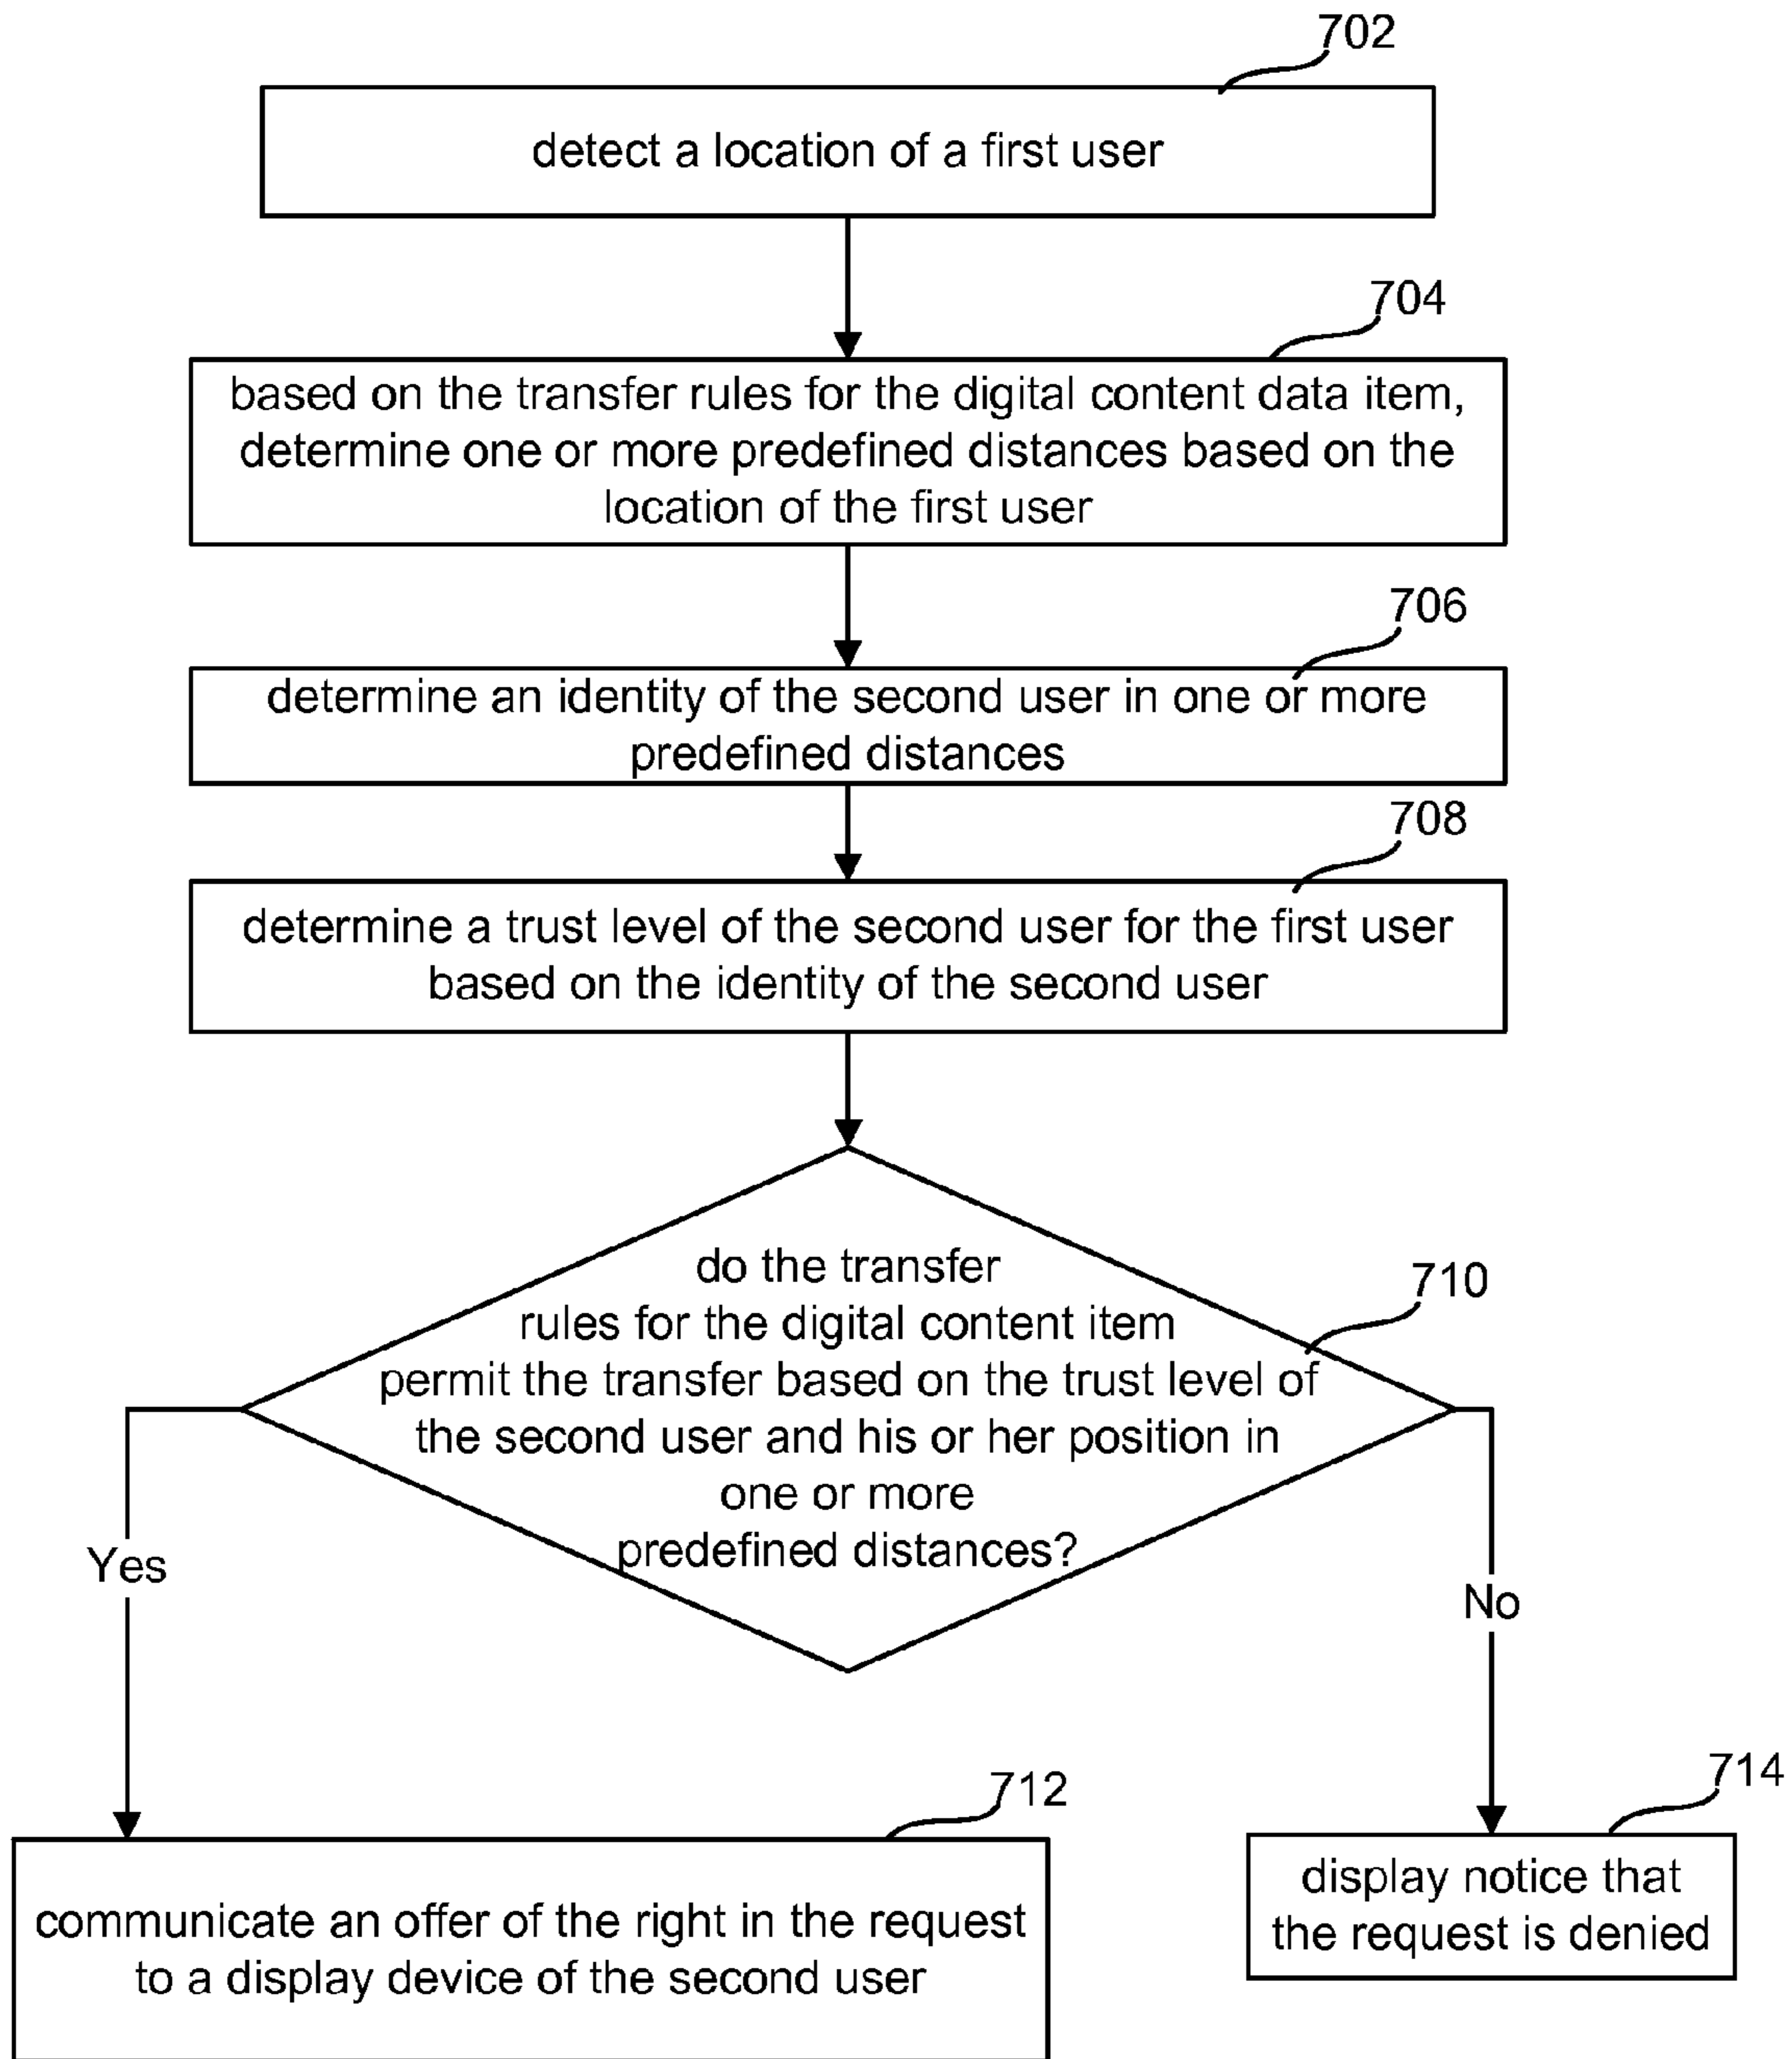 702
detect a location of a first user
704
based on the transfer rules for the digital content data item,
determine one or more predefined distances based on the
location of the first user
706
determine an identity of the second user in one or more
predefined distances
708
determine a trust level of the second user for the first user
based on the identity of the second user
710
do the transfer
rules for the digital content item
permit the transfer based on the trust level of
the second user and his or her position in
one or more
predefined distances?
Yes
No
712
communicate an offer of the right in the request
to a display device of the second user
714
display notice that
the request is denied